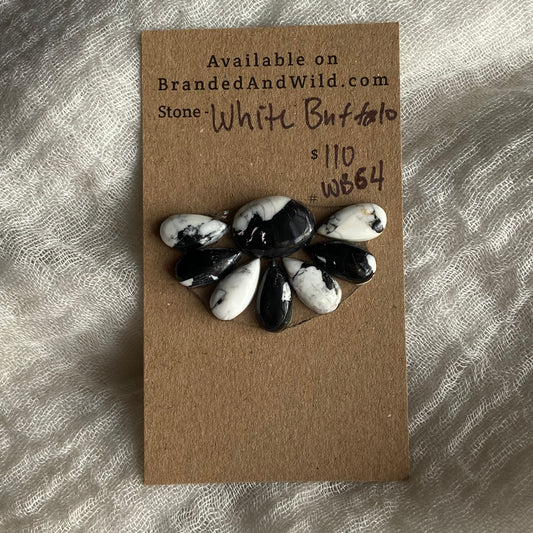 Available on
BrandedAndWild.com
Stone - White Buffalo
$ 110
# WB64